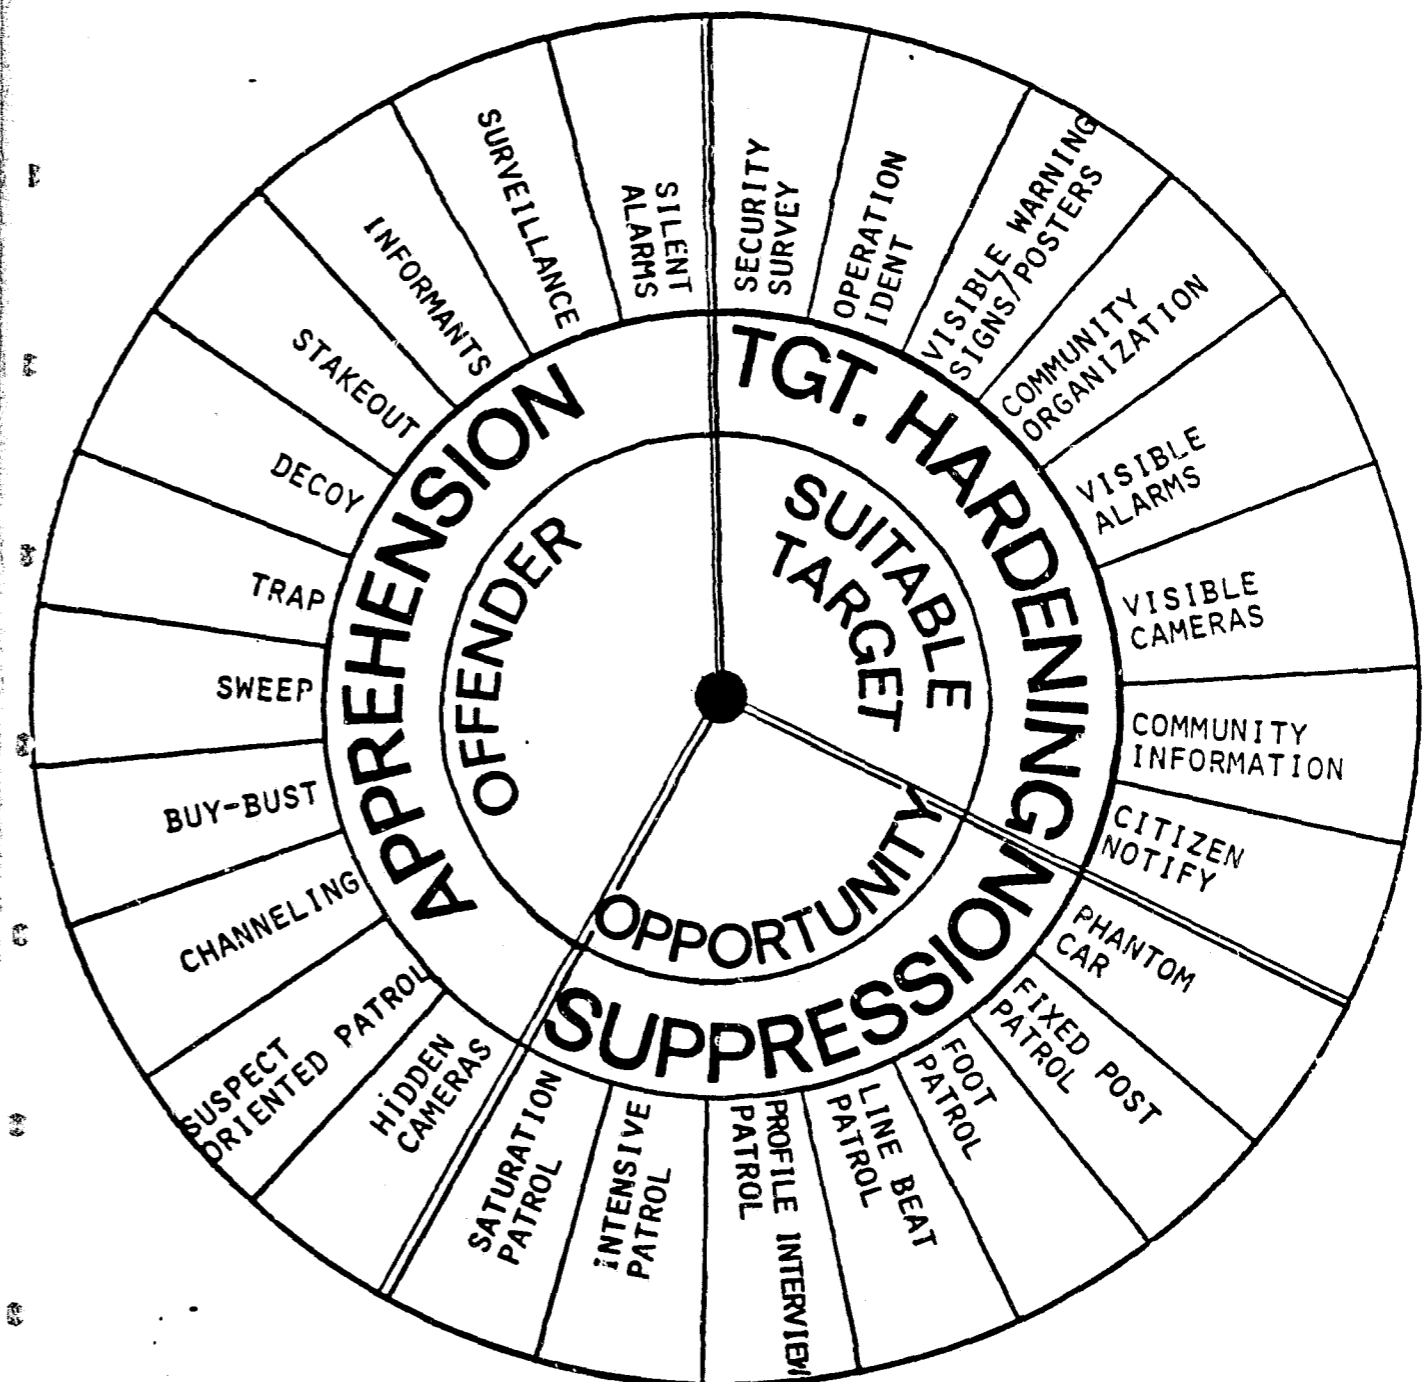 SECURITY
SURVEY
OPERATION
IDENT
VISIBLE WARNING
SIGNS/POSTERS
COMMUNITY
ORGANIZATION
VISIBLE
ALARMS
VISIBLE
CAMERAS
COMMUNITY
INFORMATION
CITIZEN
NOTIFY
PHANTOM
CAR
FIXED POST
PATROL
FOOT
PATROL
LINE BEAT
PATROL
PROFILE INTERVIEW
PATROL
INTENSIVE
PATROL
SATURATION
PATROL
HIDDEN
CAMERAS
SUSPECT
ORIENTED PATROL
CHANNELING
BUY-BUST
SWEEP
TRAP
DECOY
STAKEOUT
INFORMANTS
SURVEILLANCE
SILENT
ALARMS
TGT. HARDENING
SUPPRESSION
APPREHENSION
SUITABLE
TARGET
OPPORTUNITY
OFFENDER